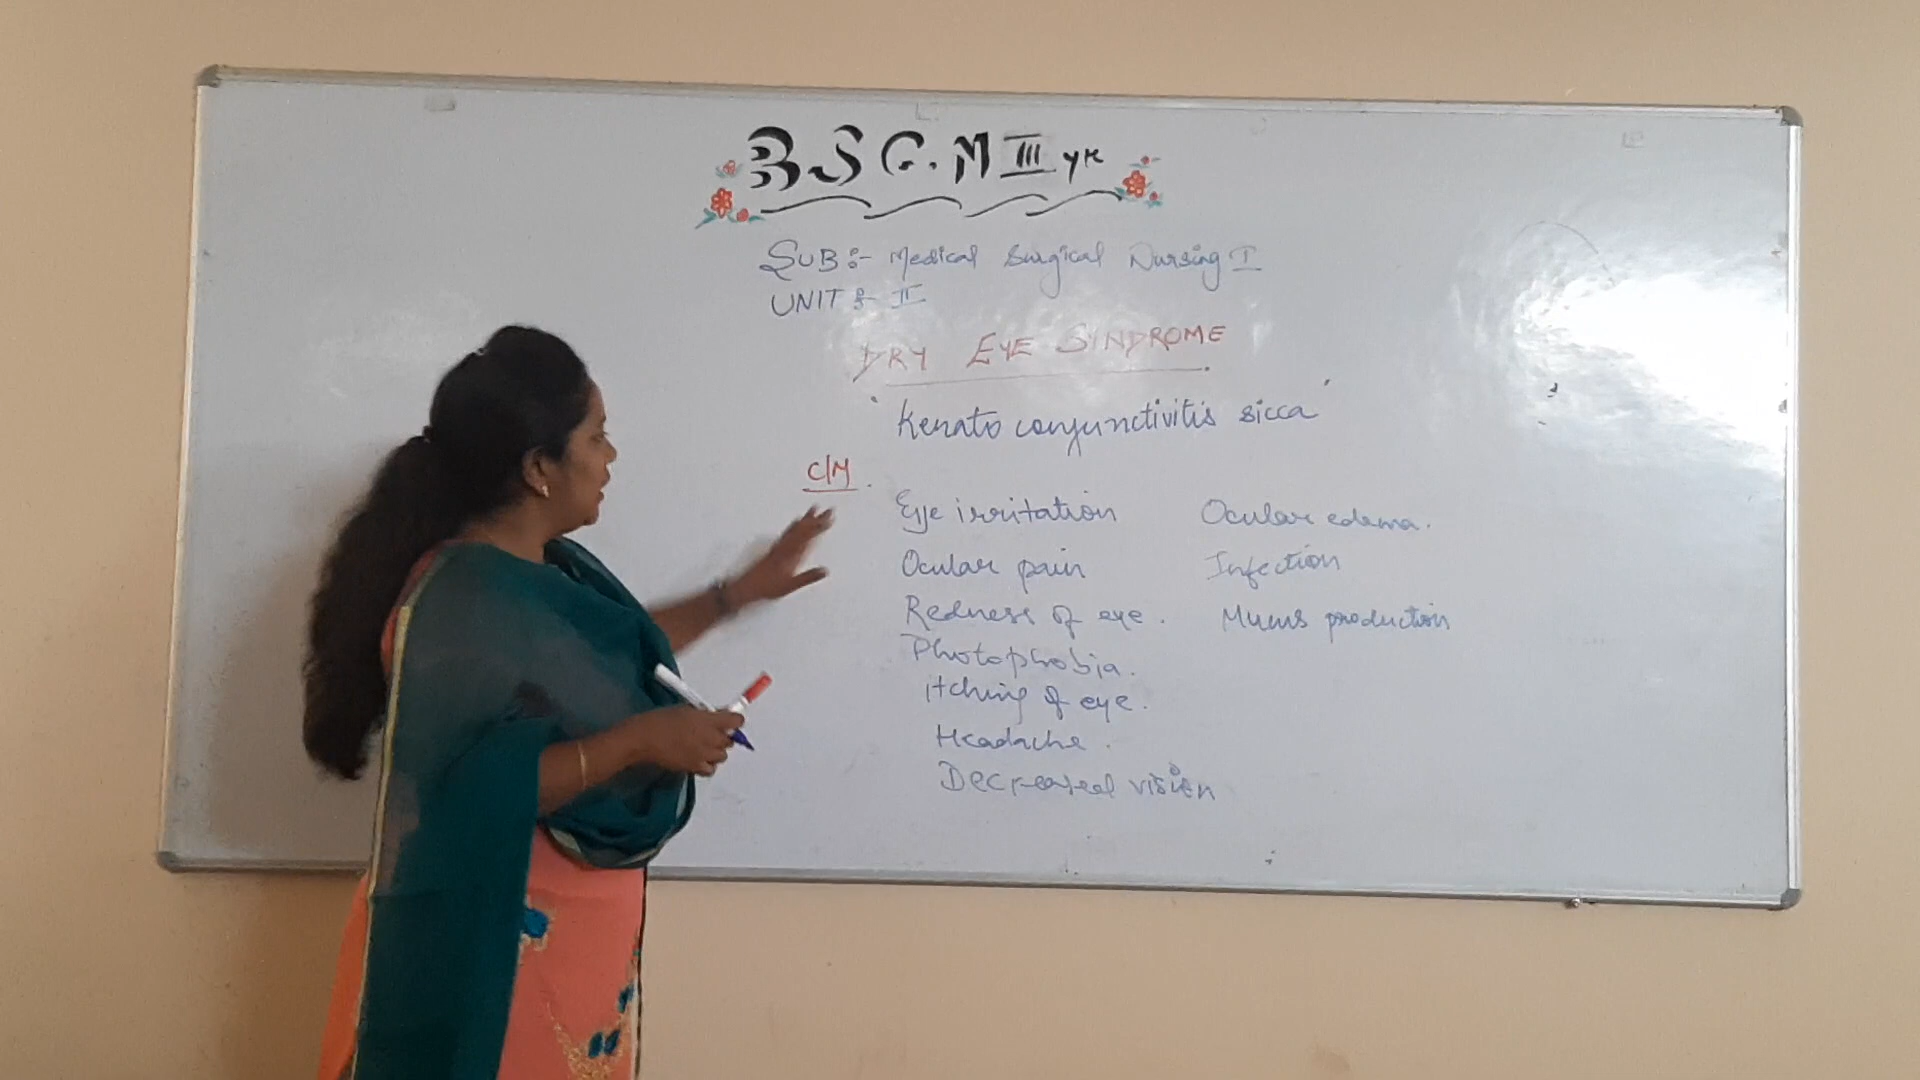 BSC.N III yr
SUB:- Medical Surgical Nursing I
UNIT:- II
DRY EYE SINDROME
'Kerato conjunctivitis sicca'
C/M.
Eye irritation Ocular edema.
Ocular pain Infection
Redness of eye. Mucus production
Photophobia.
itching of eye.
Headache.
Decreased vision